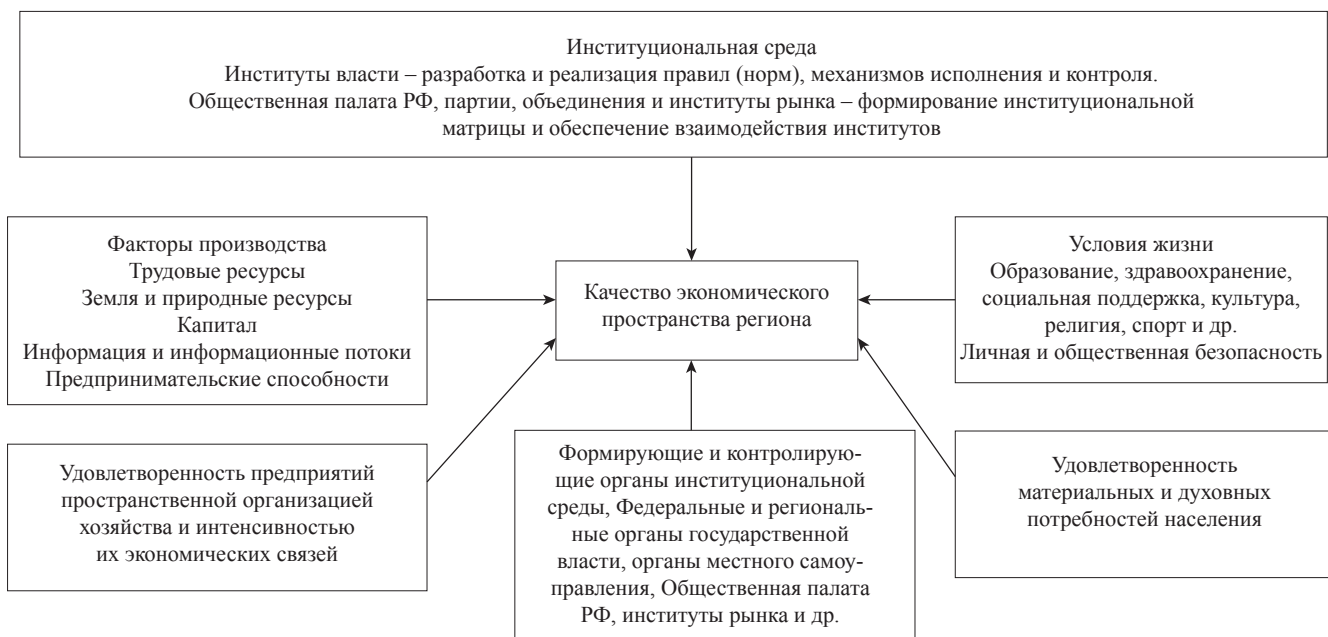 Институциональная среда
Институты власти – разработка и реализация правил (норм), механизмов исполнения и контроля.
Общественная палата РФ, партии, объединения и институты рынка – формирование институциональной
матрицы и обеспечение взаимодействия институтов
Факторы производства
Трудовые ресурсы
Земля и природные ресурсы
Капитал
Информация и информационные потоки
Предпринимательские способности
Качество экономического
пространства региона
Условия жизни
Образование, здравоохранение,
социальная поддержка, культура,
религия, спорт и др.
Личная и общественная безопасность
Удовлетворенность предприятий
пространственной организацией
хозяйства и интенсивностью
их экономических связей
Формирующие и контролирую-
щие органы институциональной
среды, Федеральные и региональ-
ные органы государственной
власти, органы местного самоу-
правления, Общественная палата
РФ, институты рынка и др.
Удовлетворенность
материальных и духовных
потребностей населения